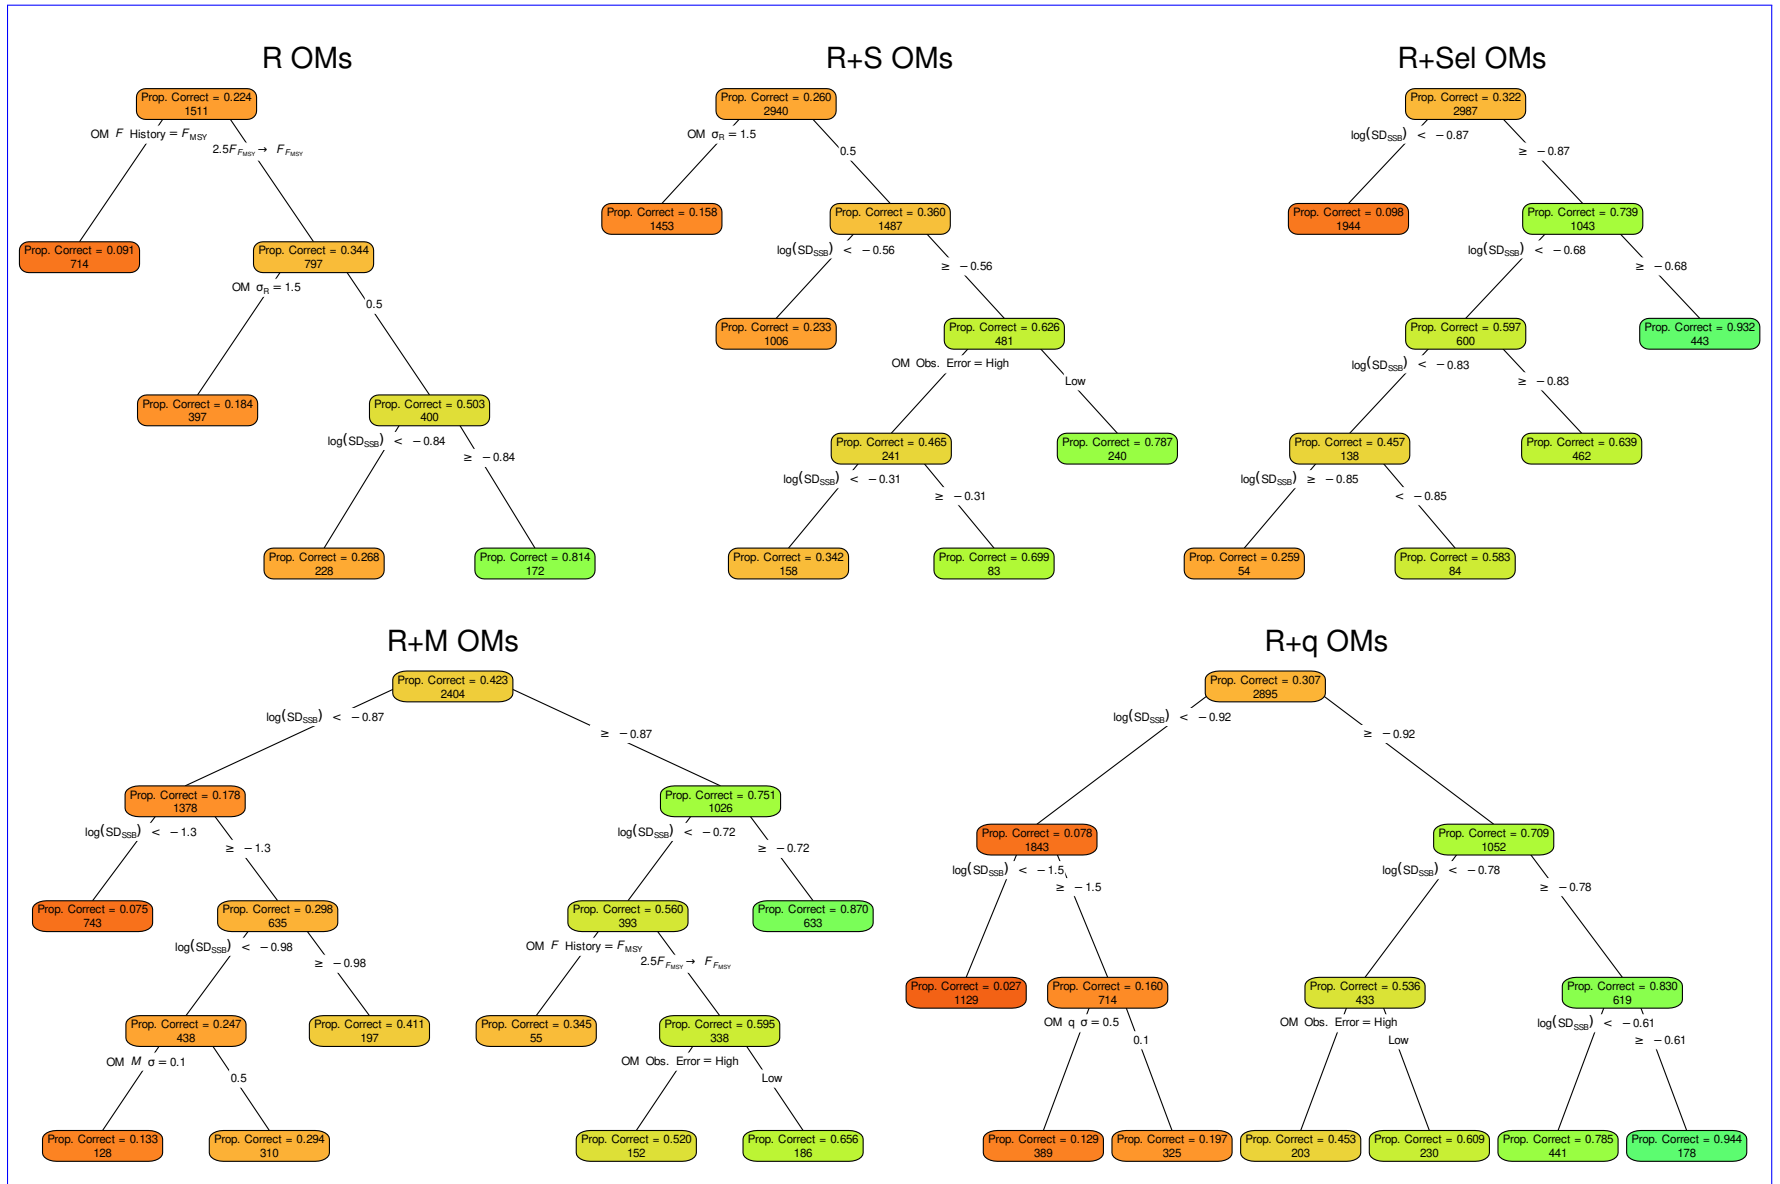 R OMs
Prop. Correct = 0.224
1511
OM F History = F_MSY
2.5F_F_MSY → F_F_MSY
Prop. Correct = 0.091
714
Prop. Correct = 0.344
797
OM σ_R = 1.5
0.5
Prop. Correct = 0.184
397
Prop. Correct = 0.503
400
log(SD_SSB) < −0.84
≥ −0.84
Prop. Correct = 0.268
228
Prop. Correct = 0.814
172
R+S OMs
Prop. Correct = 0.260
2940
OM σ_R = 1.5
0.5
Prop. Correct = 0.158
1453
Prop. Correct = 0.360
1487
log(SD_SSB) < −0.56
≥ −0.56
Prop. Correct = 0.233
1006
Prop. Correct = 0.626
481
OM Obs. Error = High
Low
Prop. Correct = 0.465
241
Prop. Correct = 0.787
240
log(SD_SSB) < −0.31
≥ −0.31
Prop. Correct = 0.342
158
Prop. Correct = 0.699
83
R+Sel OMs
Prop. Correct = 0.322
2987
log(SD_SSB) < −0.87
≥ −0.87
Prop. Correct = 0.098
1944
Prop. Correct = 0.739
1043
log(SD_SSB) < −0.68
≥ −0.68
Prop. Correct = 0.597
600
Prop. Correct = 0.932
443
log(SD_SSB) < −0.83
≥ −0.83
Prop. Correct = 0.457
138
Prop. Correct = 0.639
462
log(SD_SSB) ≥ −0.85
< −0.85
Prop. Correct = 0.259
54
Prop. Correct = 0.583
84
R+M OMs
Prop. Correct = 0.423
2404
log(SD_SSB) < −0.87
≥ −0.87
Prop. Correct = 0.178
1378
Prop. Correct = 0.751
1026
log(SD_SSB) < −1.3
≥ −1.3
log(SD_SSB) < −0.72
≥ −0.72
Prop. Correct = 0.075
743
Prop. Correct = 0.298
635
Prop. Correct = 0.560
393
Prop. Correct = 0.870
633
log(SD_SSB) < −0.98
≥ −0.98
OM F History = F_MSY
2.5F_F_MSY → F_F_MSY
Prop. Correct = 0.247
438
Prop. Correct = 0.411
197
Prop. Correct = 0.345
55
Prop. Correct = 0.595
338
OM M σ = 0.1
0.5
OM Obs. Error = High
Low
Prop. Correct = 0.133
128
Prop. Correct = 0.294
310
Prop. Correct = 0.520
152
Prop. Correct = 0.656
186
R+q OMs
Prop. Correct = 0.307
2895
log(SD_SSB) < −0.92
≥ −0.92
Prop. Correct = 0.078
1843
Prop. Correct = 0.709
1052
log(SD_SSB) < −1.5
≥ −1.5
log(SD_SSB) < −0.78
≥ −0.78
Prop. Correct = 0.027
1129
Prop. Correct = 0.160
714
Prop. Correct = 0.536
433
Prop. Correct = 0.830
619
OM q σ = 0.5
0.1
OM Obs. Error = High
Low
log(SD_SSB) < −0.61
≥ −0.61
Prop. Correct = 0.129
389
Prop. Correct = 0.197
325
Prop. Correct = 0.453
203
Prop. Correct = 0.609
230
Prop. Correct = 0.785
441
Prop. Correct = 0.944
178